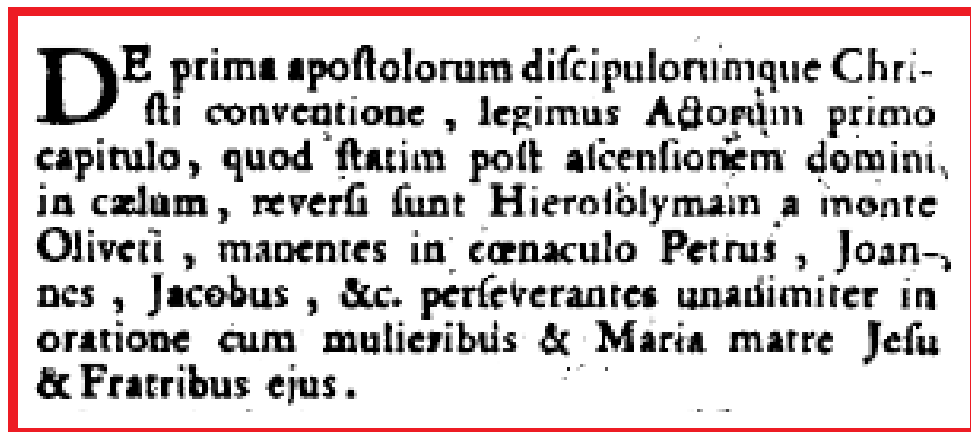 DE prima apoſtolorum diſcipulorumque Chri-
ſti conventione, legimus Actorum primo
capitulo, quod ſtatim poſt aſcenſionem domini
in cælum, reverſi ſunt Hieroſolymam a monte
Oliveti, manentes in cœnaculo Petrus, Joan-
nes, Jacobus, &c. perſeverantes unanimiter in
oratione cum mulieribus & Maria matre Jeſu
& Fratribus ejus.